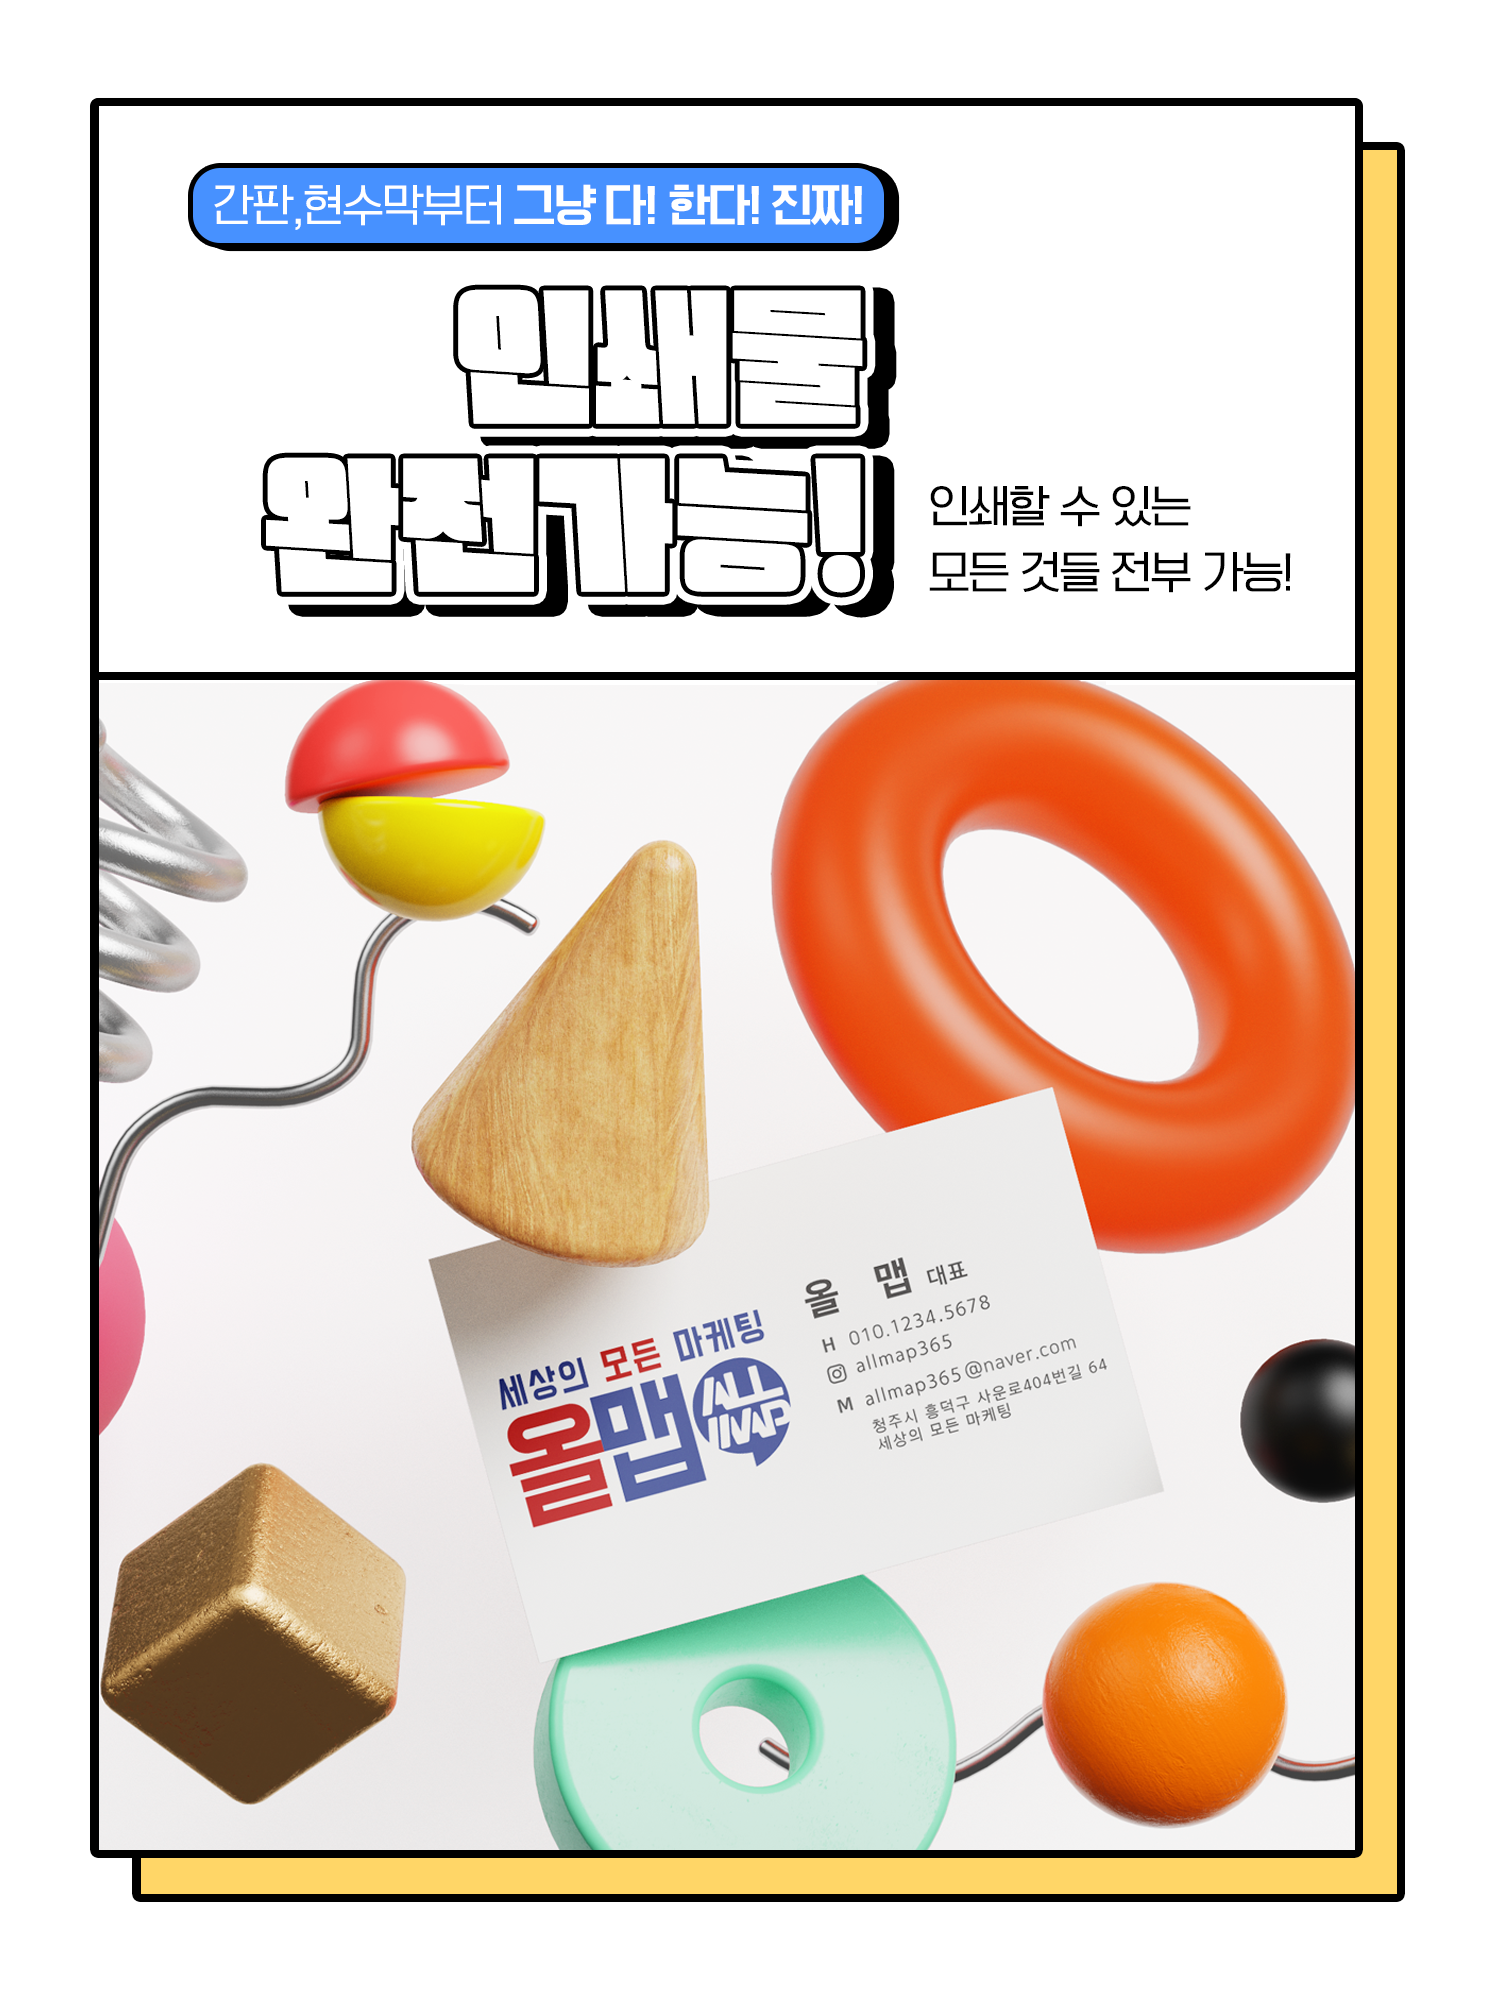 간판,현수막부터 그냥 다! 한다! 진짜!
인쇄물
완전가능!
인쇄할 수 있는
모든 것들 전부 가능!
세상의 모든 마케팅
올맵 ALL MAP
올 맵 대표
H 010.1234.5678
allmap365
M allmap365@naver.com
청주시 흥덕구 사운로404번길 64
세상의 모든 마케팅